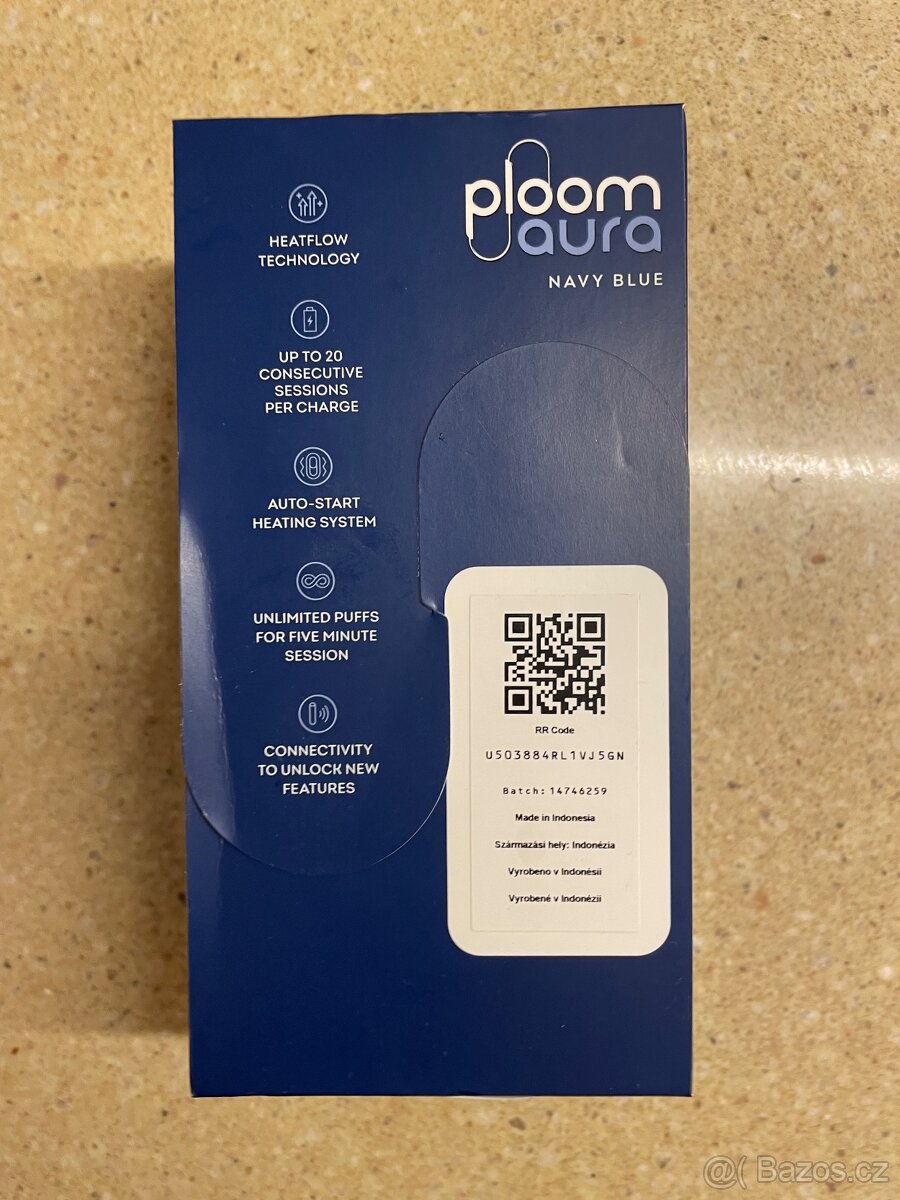 ploom
aura
NAVY BLUE
HEATFLOW
TECHNOLOGY
UP TO 20
CONSECUTIVE
SESSIONS
PER CHARGE
AUTO-START
HEATING SYSTEM
UNLIMITED PUFFS
FOR FIVE MINUTE
SESSION
CONNECTIVITY
TO UNLOCK NEW
FEATURES
RR Code
U503884RL1VJ5GN
Batch: 14746259
Made in Indonesia
Származási hely: Indonézia
Vyrobeno v Indonésii
Vyrobené v Indonézii
@( Bazos.cz